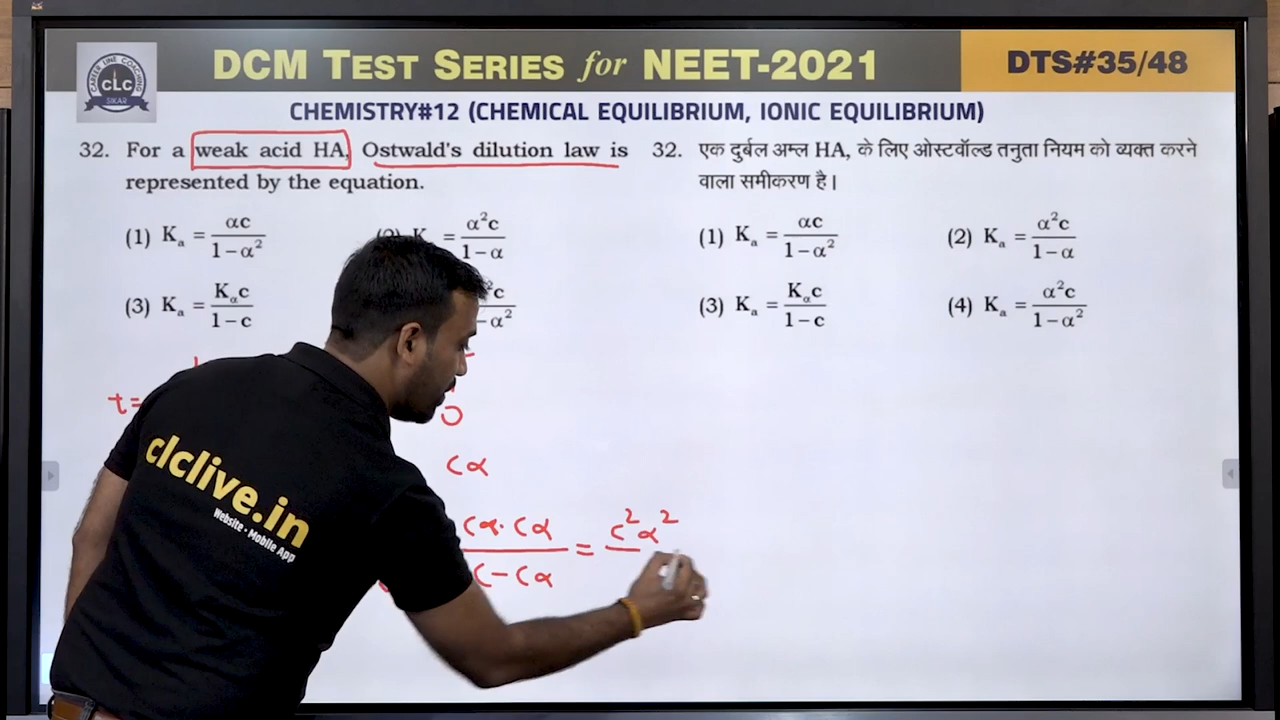 DCM TEST SERIES for NEET-2021
DTS#35/48
CAREER LINE COACHING
CLC
SIKAR
CHEMISTRY#12 (CHEMICAL EQUILIBRIUM, IONIC EQUILIBRIUM)
32. For a weak acid HA, Ostwald's dilution law is
represented by the equation.
(1) Kₐ = αc / 1−α²
= α²c / 1−α
(3) Kₐ = Kₐc / 1−c
32. एक दुर्बल अम्ल HA, के लिए ओस्टवॉल्ड तनुता नियम को व्यक्त करने
वाला समीकरण है।
(1) Kₐ = αc / 1−α²
(2) Kₐ = α²c / 1−α
(3) Kₐ = Kₐc / 1−c
(4) Kₐ = α²c / 1−α²
t=
0
Cα
Cα·Cα / C−Cα = C²α²
clclive.in
Website • Mobile App